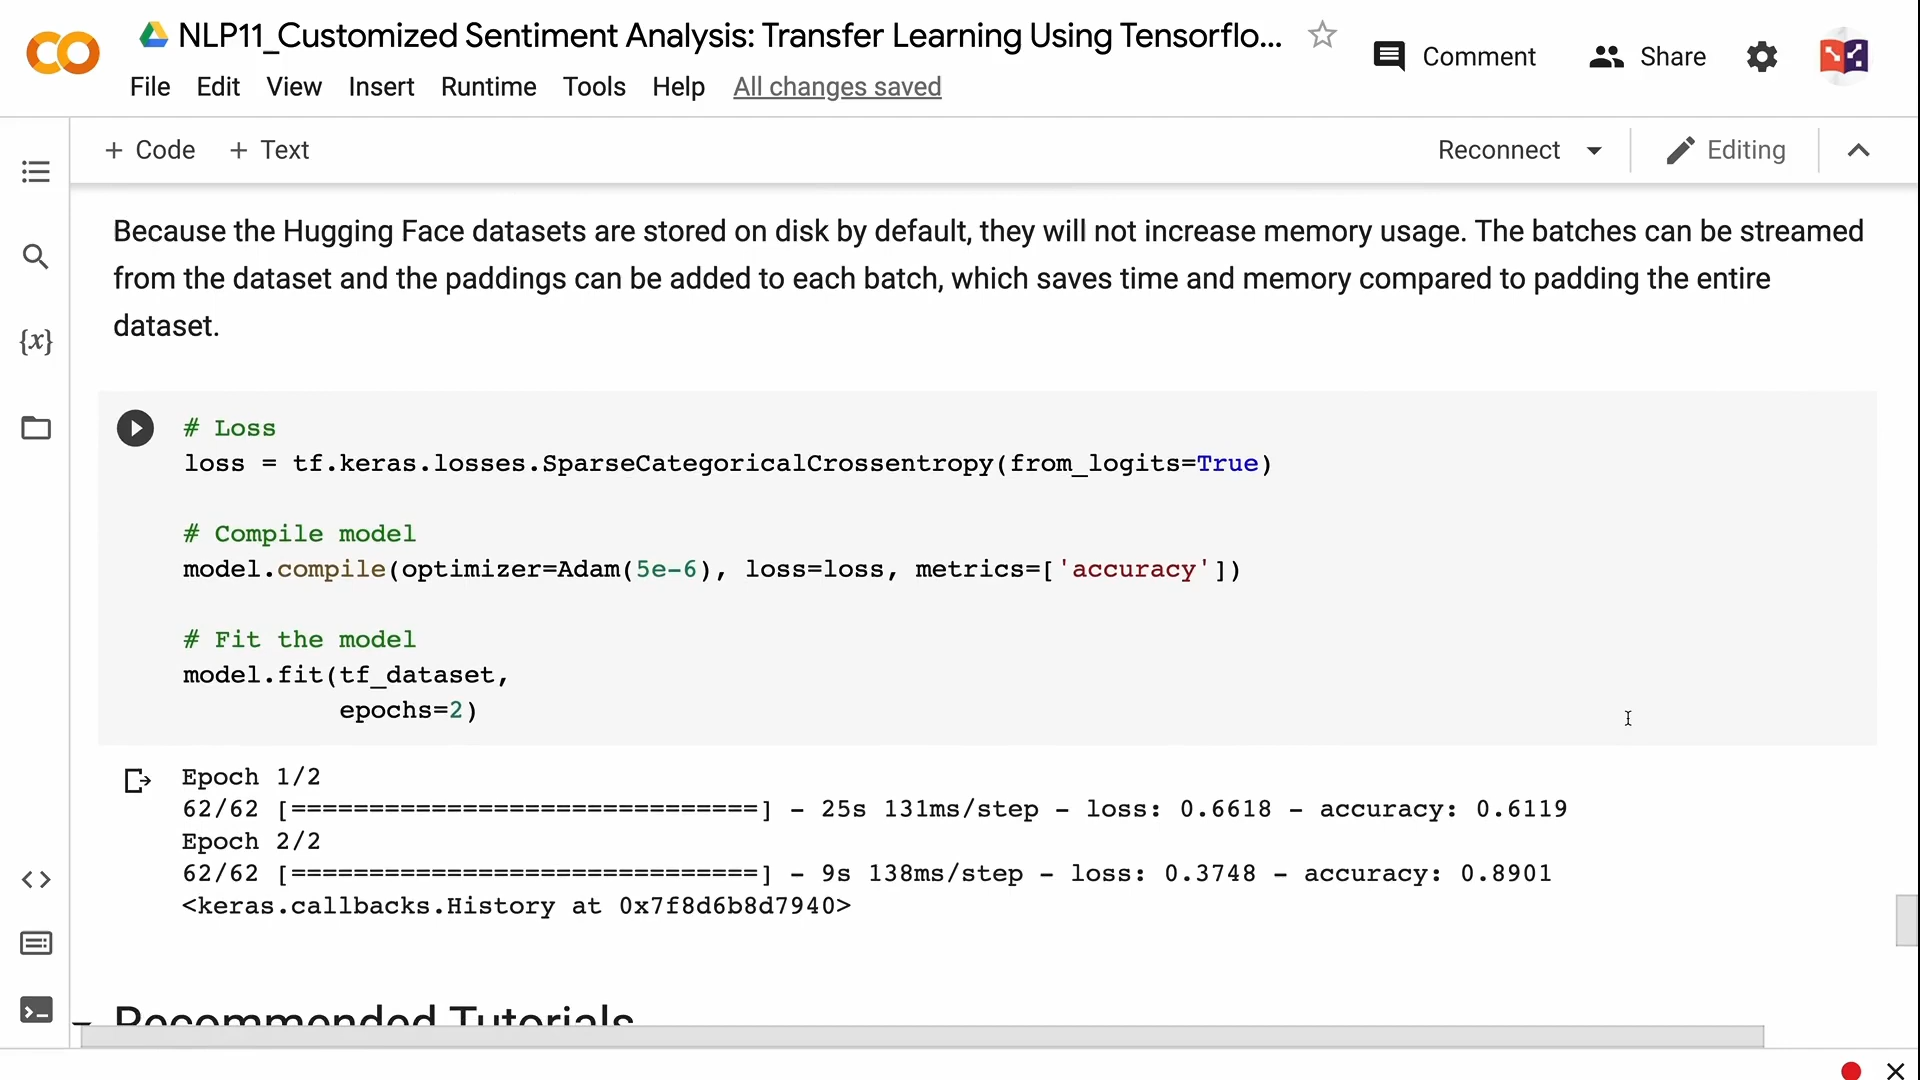 NLP11_Customized Sentiment Analysis: Transfer Learning Using Tensorflo...
Comment
Share
File Edit View Insert Runtime Tools Help All changes saved
+ Code + Text
Reconnect
Editing
Because the Hugging Face datasets are stored on disk by default, they will not increase memory usage. The batches can be streamed
from the dataset and the paddings can be added to each batch, which saves time and memory compared to padding the entire
dataset.
{x}
# Loss
loss = tf.keras.losses.SparseCategoricalCrossentropy(from_logits=True)
# Compile model
model.compile(optimizer=Adam(5e-6), loss=loss, metrics=['accuracy'])
# Fit the model
model.fit(tf_dataset,
epochs=2)
Epoch 1/2
62/62 [==============================] - 25s 131ms/step - loss: 0.6618 - accuracy: 0.6119
Epoch 2/2
62/62 [==============================] - 9s 138ms/step - loss: 0.3748 - accuracy: 0.8901
<keras.callbacks.History at 0x7f8d6b8d7940>
Recommended Tutorials